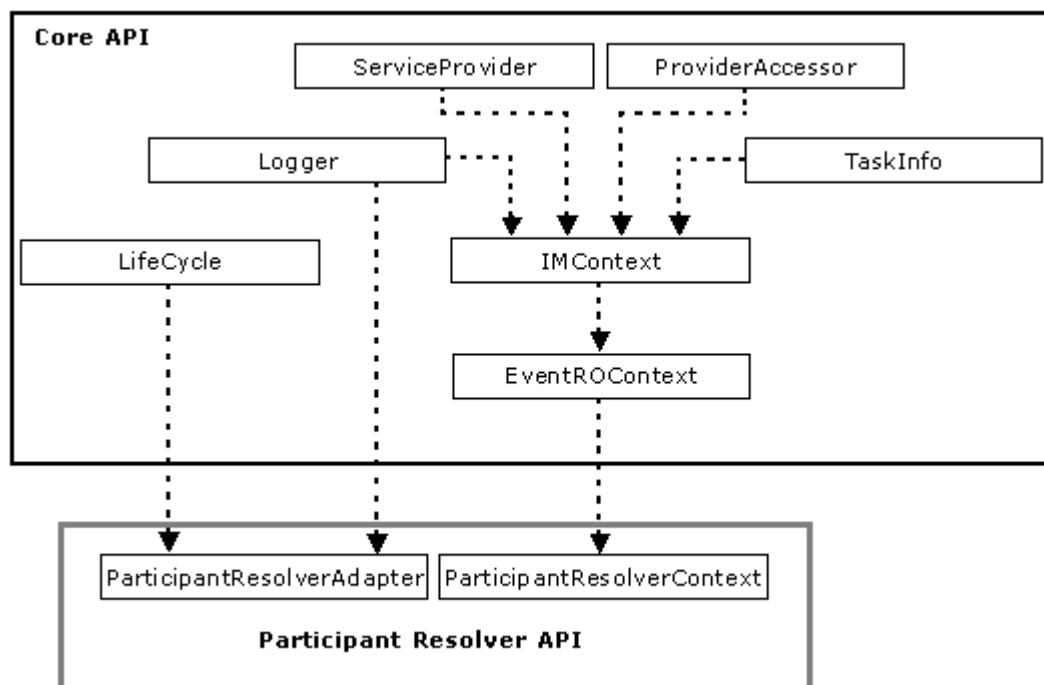 Core API
ServiceProvider
ProviderAccessor
Logger
TaskInfo
LifeCycle
IMContext
EventROContext
ParticipantResolverAdapter
ParticipantResolverContext
Participant Resolver API